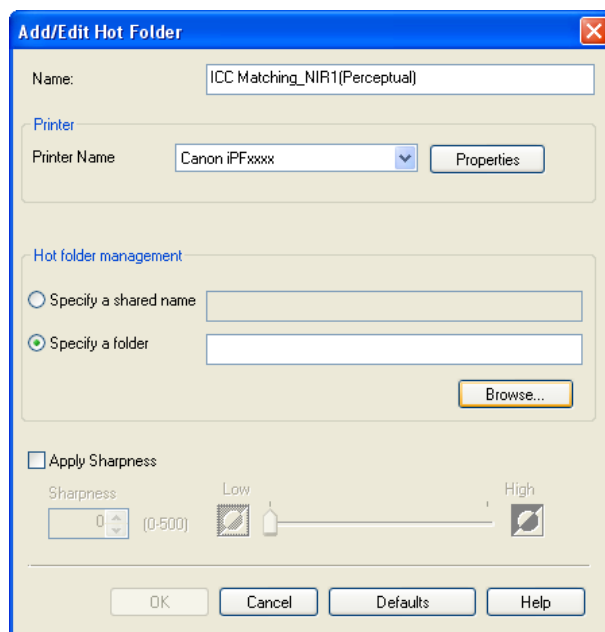 Add/Edit Hot Folder
Name: ICC Matching_NIR1(Perceptual)
Printer
Printer Name Canon iPFxxxx Properties
Hot folder management
Specify a shared name
Specify a folder
Browse...
Apply Sharpness
Sharpness Low High
0 (0-500)
OK Cancel Defaults Help